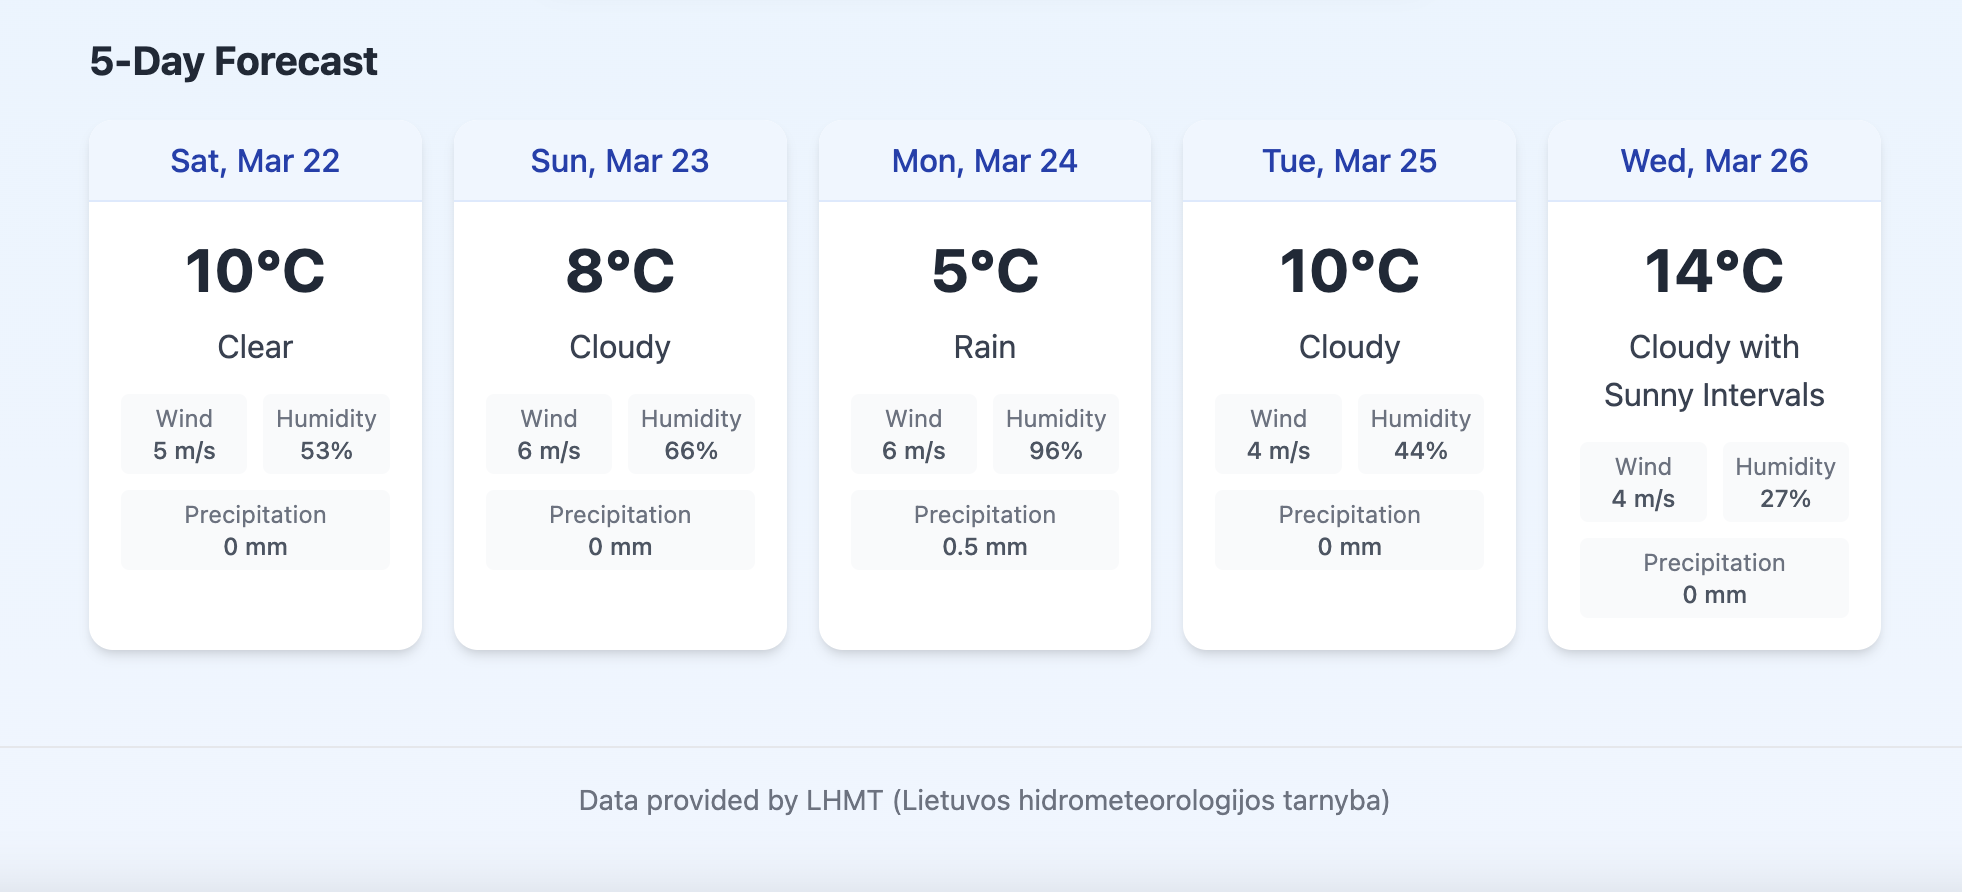 5-Day Forecast
Sat, Mar 22
10°C
Clear
Wind
5 m/s
Humidity
53%
Precipitation
0 mm
Sun, Mar 23
8°C
Cloudy
Wind
6 m/s
Humidity
66%
Precipitation
0 mm
Mon, Mar 24
5°C
Rain
Wind
6 m/s
Humidity
96%
Precipitation
0.5 mm
Tue, Mar 25
10°C
Cloudy
Wind
4 m/s
Humidity
44%
Precipitation
0 mm
Wed, Mar 26
14°C
Cloudy with
Sunny Intervals
Wind
4 m/s
Humidity
27%
Precipitation
0 mm
Data provided by LHMT (Lietuvos hidrometeorologijos tarnyba)